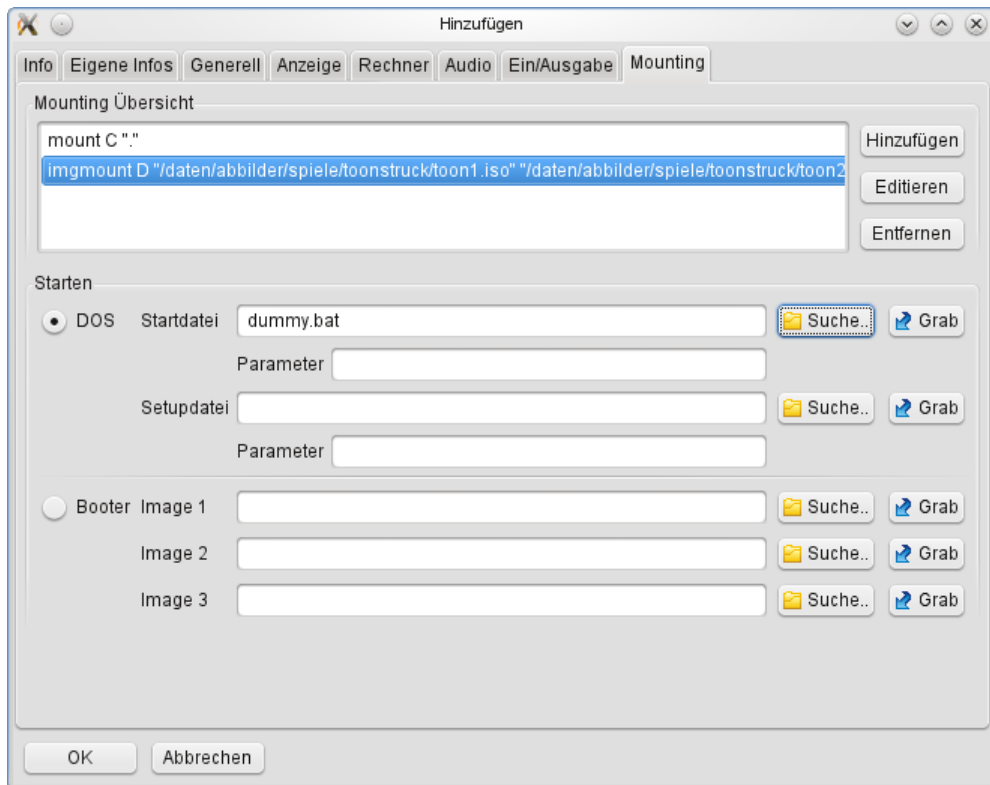 Hinzufügen
Info Eigene Infos Generell Anzeige Rechner Audio Ein/Ausgabe Mounting
Mounting Übersicht
mount C "."
imgmount D "/daten/abbilder/spiele/toonstruck/toon1.iso" "/daten/abbilder/spiele/toonstruck/toon2
Hinzufügen
Editieren
Entfernen
Starten
DOS Startdatei dummy.bat Suche.. Grab
Parameter
Setupdatei Suche.. Grab
Parameter
Booter Image 1 Suche.. Grab
Image 2 Suche.. Grab
Image 3 Suche.. Grab
OK Abbrechen